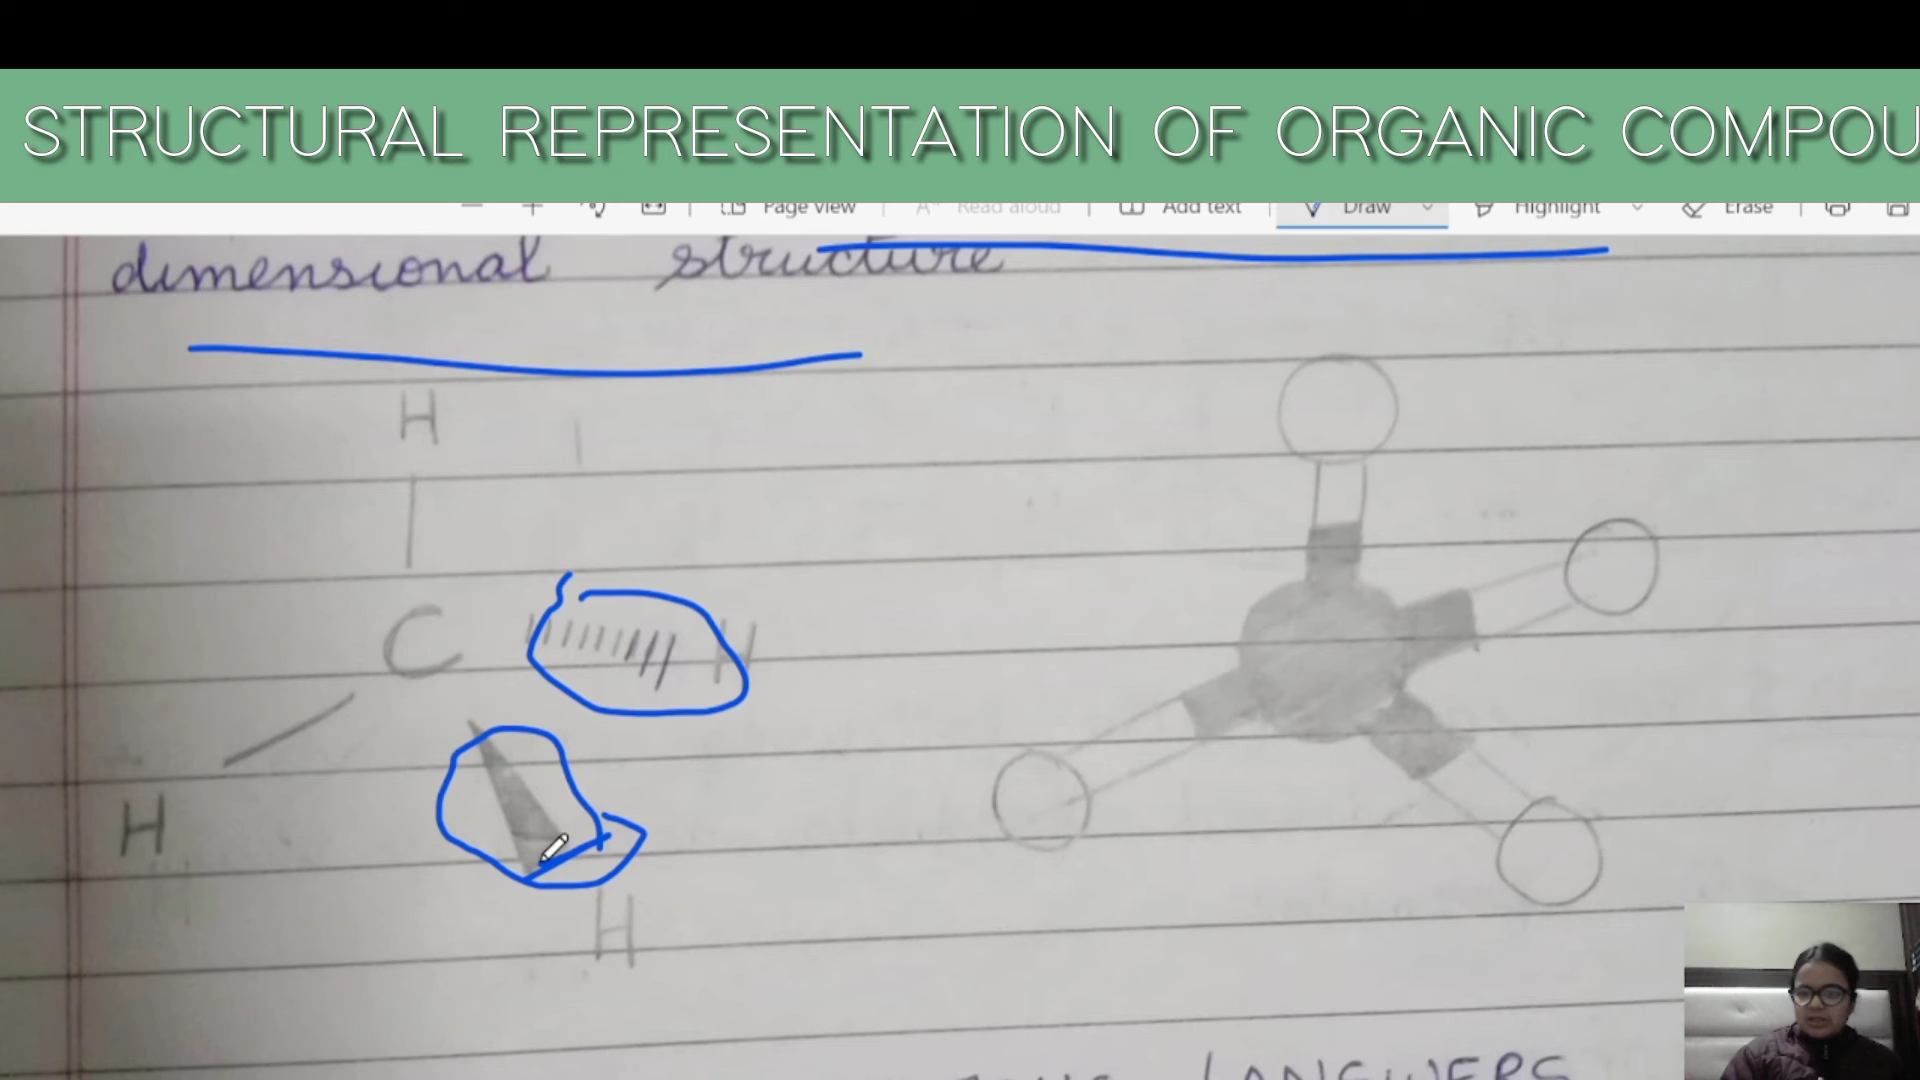 STRUCTURAL REPRESENTATION OF ORGANIC COMPOU
Page view Read aloud Add text Draw Highlight Erase
dimensional structure
H
C H
H
H